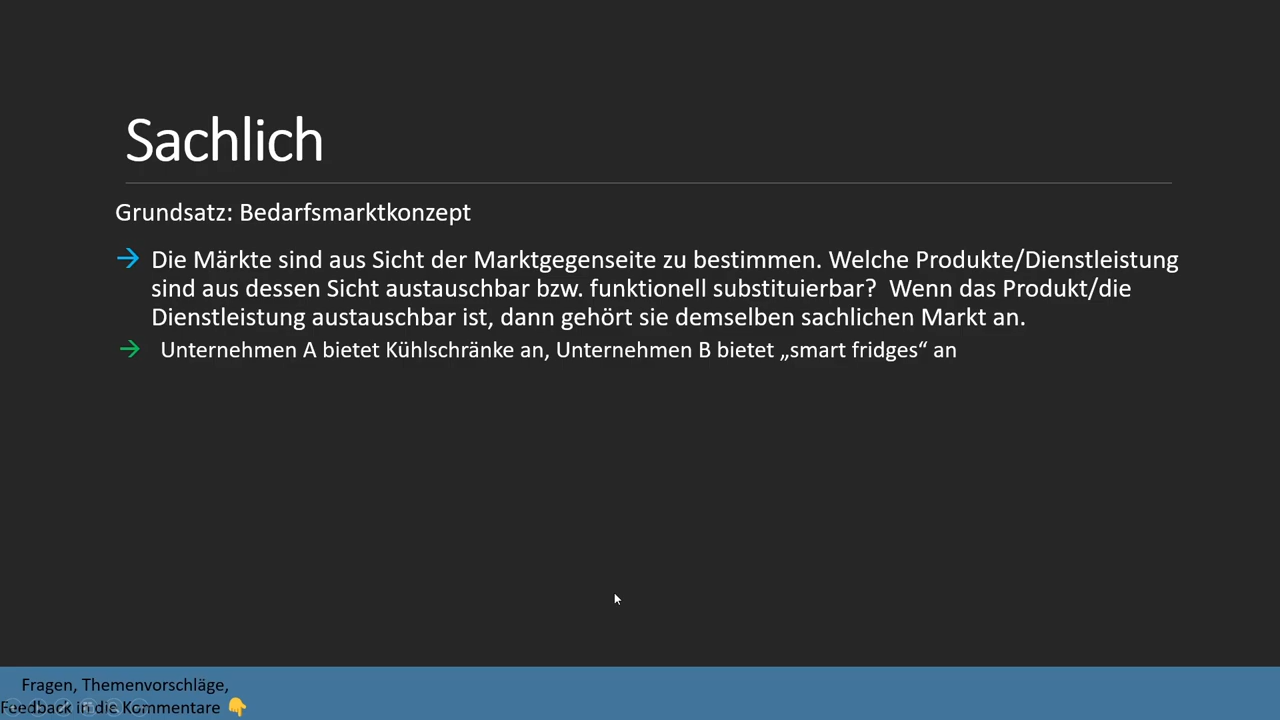 Sachlich
Grundsatz: Bedarfsmarktkonzept
→ Die Märkte sind aus Sicht der Marktgegenseite zu bestimmen. Welche Produkte/Dienstleistung
sind aus dessen Sicht austauschbar bzw. funktionell substituierbar? Wenn das Produkt/die
Dienstleistung austauschbar ist, dann gehört sie demselben sachlichen Markt an.
→ Unternehmen A bietet Kühlschränke an, Unternehmen B bietet „smart fridges“ an
Fragen, Themenvorschläge,
Feedback in die Kommentare 👇